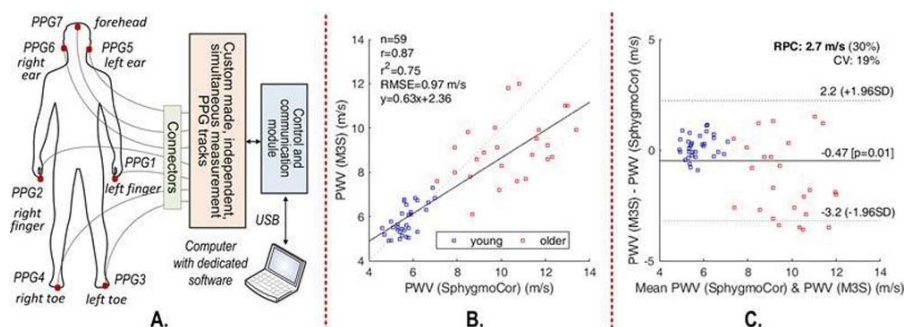 PPG7
forehead
PPG6
right
ear
PPG5
left ear
Connectors
Custom made, independent,
simultaneous measurement
PPG tracks
Control and
communication
module
PPG1
left finger
PPG2
right
finger
USB
Computer
with dedicated
software
PPG4
right toe
PPG3
left toe
A.
n=59
r=0.87
r²=0.75
RMSE=0.97 m/s
y=0.63x+2.36
PWV (MSS) (m/s)
14
12
10
8
6
4
young
older
4 6 8 10 12 14
PWV (SphygmoCor) (m/s)
B.
RPC: 2.7 m/s (30%)
CV: 19%
2.2 (+1.96SD)
-0.47 [p=0.01]
-3.2 (-1.96SD)
PWV (M3S) - PWV (SphygmoCor) (m/s)
5
0
-5
4 6 8 10 12 14
Mean PWV (SphygmoCor) & PWV (M3S) (m/s)
C.